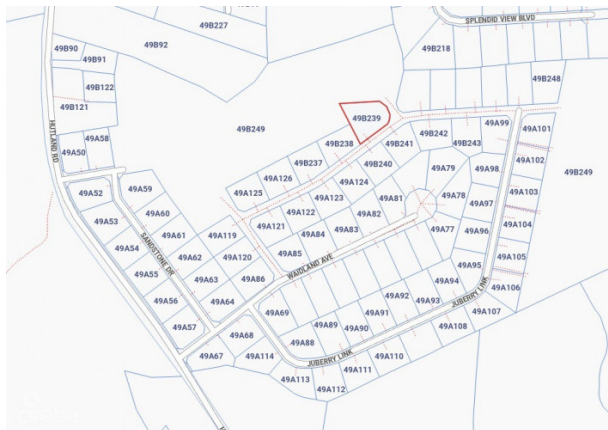 SPLENDID VIEW BLVD
49B227
49B90
49B92
49B91
49B218
49B122
49B248
49B121
49B239
HUTLAND RD
49A58
49B249
49B238
49B241
49B242
49A99
49A101
49A50
49B243
49A102
49B237
49B240
49A79
49A98
49B249
49A52
49A59
49A126
49A124
49A125
49A123
49A81
49A78
49A97
49A103
49A53
49A60
49A122
49A82
49A54
SANDSTONE DR
49A61
49A119
49A121
49A84
49A83
49A77
49A96
49A104
49A55
49A62
49A120
49A85
49A105
49A56
49A63
49A86
WAIDLAND AVE
49A95
49A64
49A94
49A106
49A69
49A92
49A93
JUBERRY LINK
49A57
49A91
49A107
49A68
49A89
49A90
49A108
49A88
49A67
49A114
JUBERRY LINK
49A110
49A111
49A113
49A112